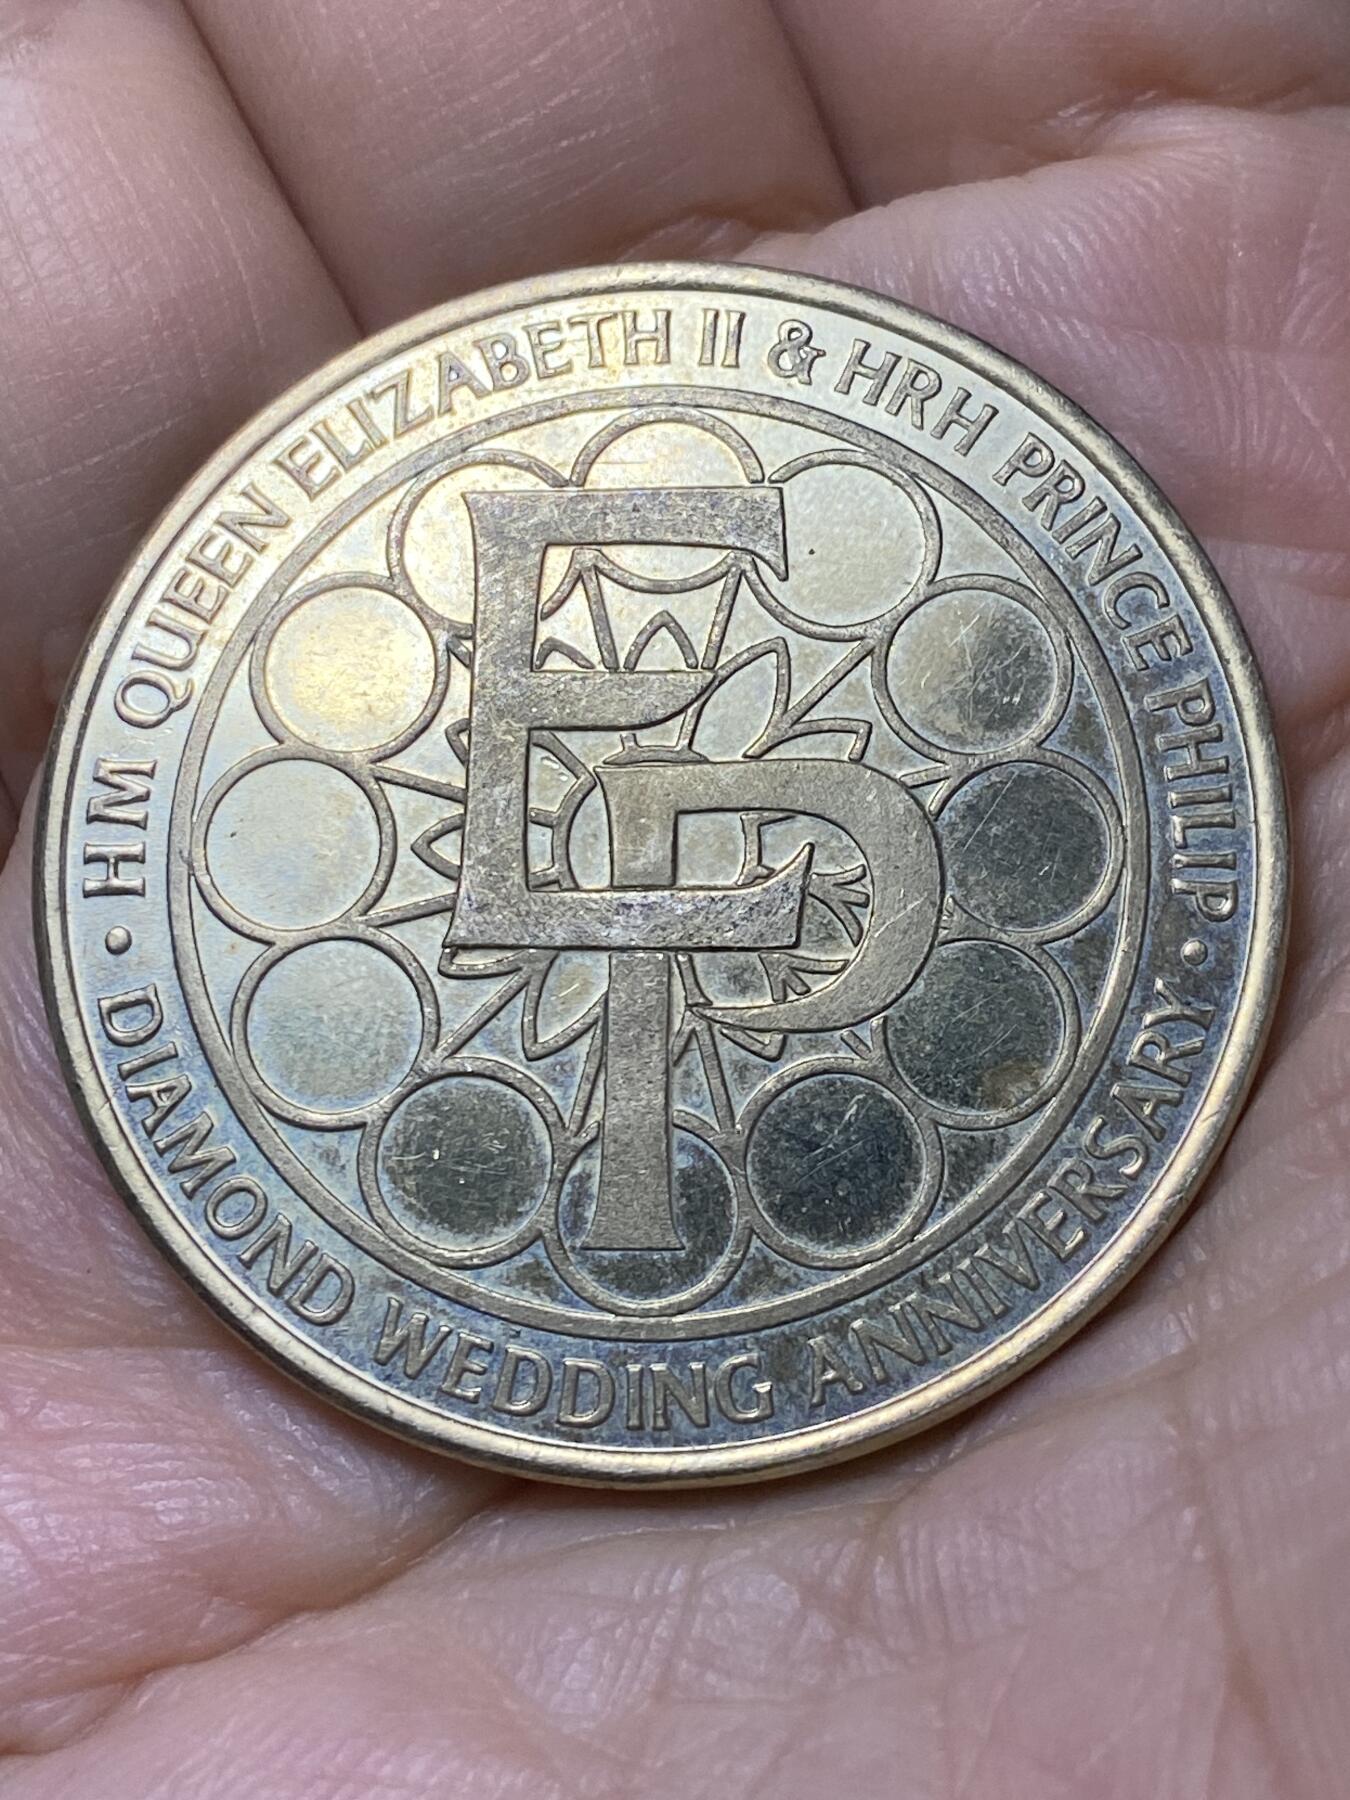 HM QUEEN ELIZABETH II & HRH PRINCE PHILIP
• DIAMOND WEDDING ANNIVERSARY •
EP